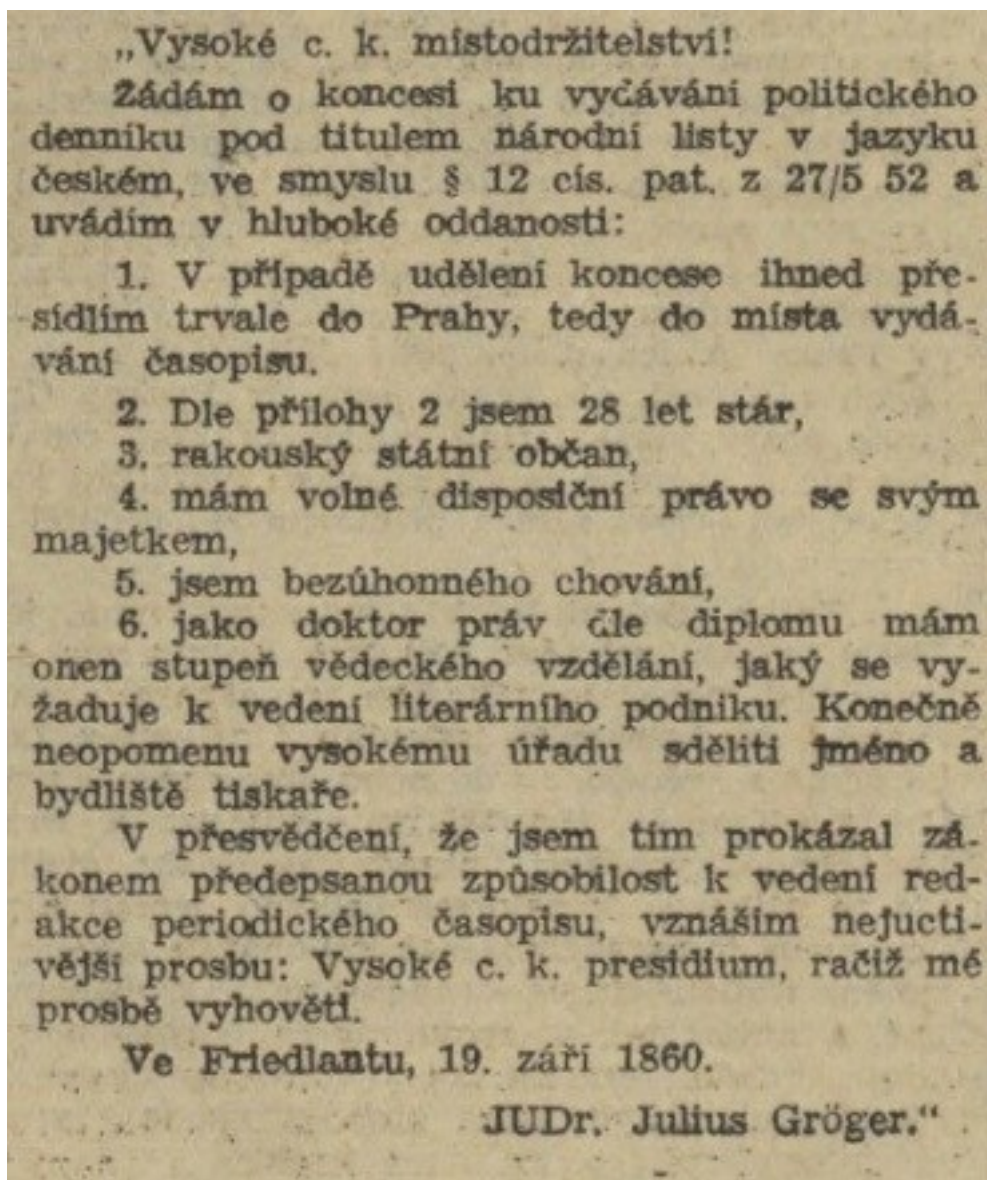 „Vysoké c. k. místodržitelství!
Žádám o koncesi ku vydávání politického
denníku pod titulem národní listy v jazyku
českém, ve smyslu § 12 cís. pat. z 27/5 52 a
uvádím v hluboké oddanosti:
1. V případě udělení koncese ihned pře-
sídlím trvale do Prahy, tedy do místa vydá-
vání časopisu.
2. Dle přílohy 2 jsem 28 let stár,
3. rakouský státní občan,
4. mám volné disposiční právo se svým
majetkem,
5. jsem bezúhonného chování,
6. jako doktor práv dle diplomu mám
onen stupeň vědeckého vzdělání, jaký se vy-
žaduje k vedení literárního podniku. Konečně
neopomenu vysokému úřadu sděliti jméno a
bydliště tiskaře.
V přesvědčení, že jsem tím prokázal zá-
konem předepsanou způsobilost k vedení red-
akce periodického časopisu, vznáším nejucti-
vější prosbu: Vysoké c. k. presidium, račiž mé
prosbě vyhověti.
Ve Friedlantu, 19. září 1860.
JUDr. Julius Gröger.“